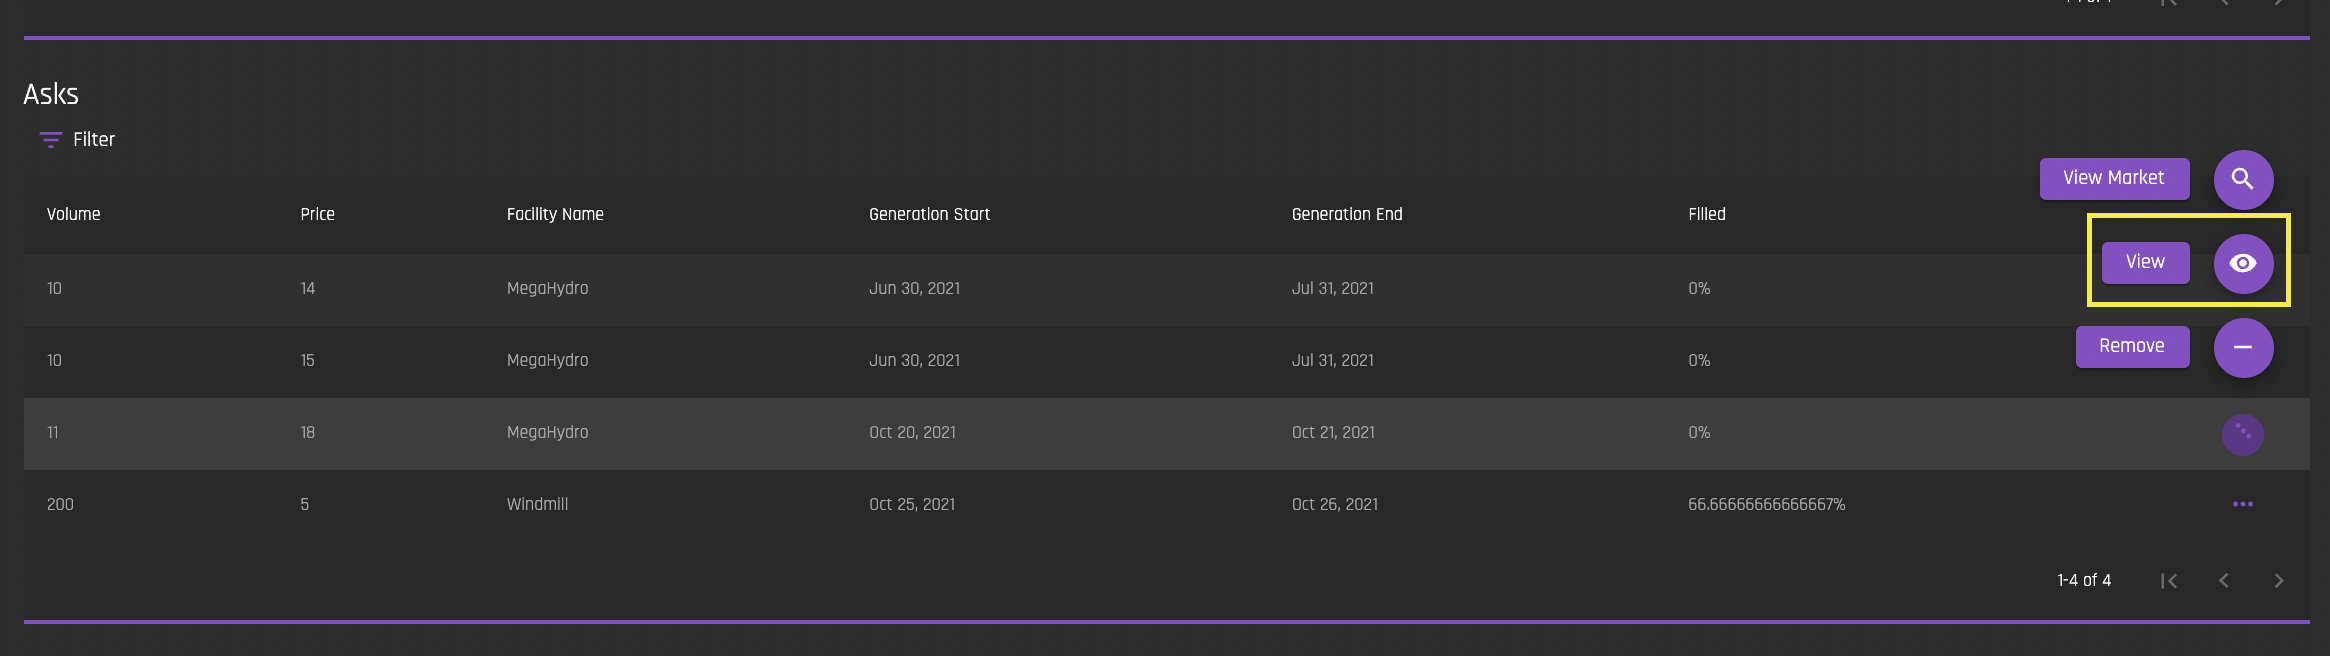 Asks
Filter
View Market
Volume Price Facility Name Generation Start Generation End Filled
View
10 14 MegaHydro Jun 30, 2021 Jul 31, 2021 0%
Remove
10 15 MegaHydro Jun 30, 2021 Jul 31, 2021 0%
11 18 MegaHydro Oct 20, 2021 Oct 21, 2021 0%
200 5 Windmill Oct 25, 2021 Oct 26, 2021 66.66666666666667%
1-4 of 4